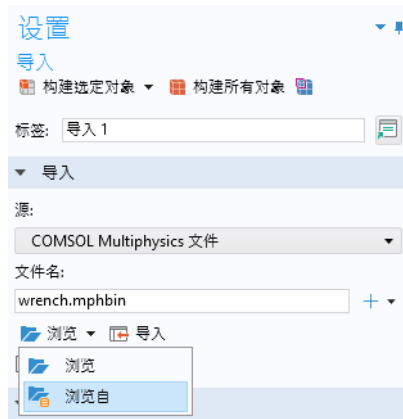 设置
导入
构建选定对象 构建所有对象
标签: 导入 1
导入
源:
COMSOL Multiphysics 文件
文件名:
wrench.mphbin
浏览 导入
浏览
浏览自